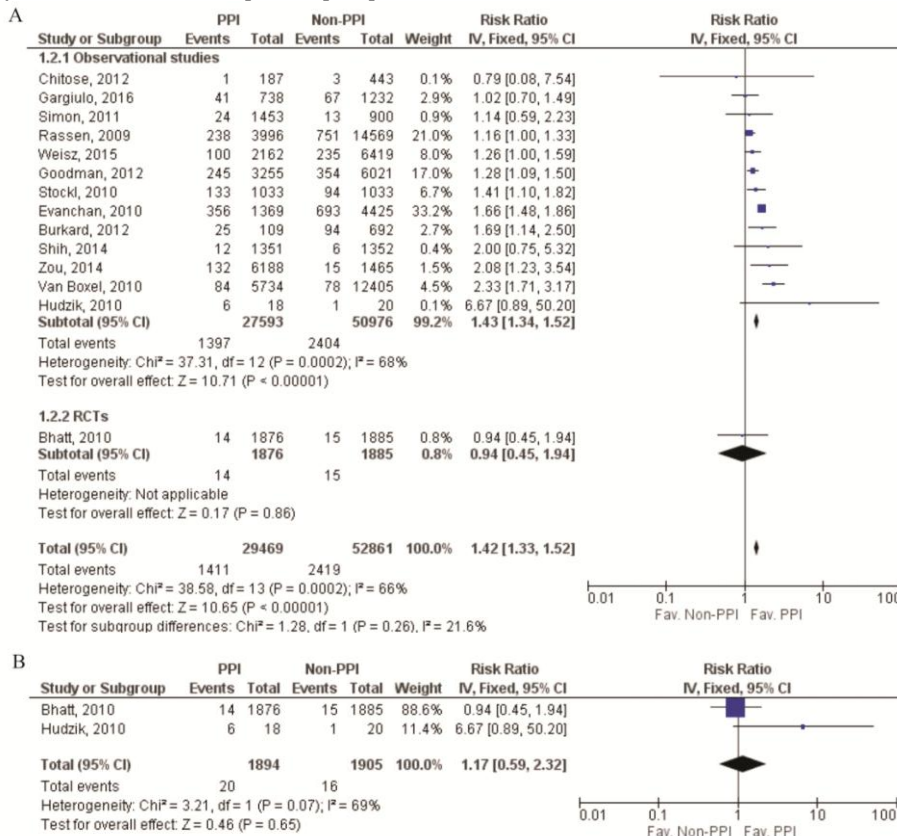 A
PPI Non-PPI Risk Ratio Risk Ratio
Study or Subgroup Events Total Events Total Weight IV, Fixed, 95% CI IV, Fixed, 95% CI
1.2.1 Observational studies
Chitose, 2012 1 187 3 443 0.1% 0.79 [0.08, 7.54]
Gargiulo, 2016 41 738 67 1232 2.9% 1.02 [0.70, 1.49]
Simon, 2011 24 1453 13 900 0.9% 1.14 [0.59, 2.23]
Rassen, 2009 238 3996 751 14569 21.0% 1.16 [1.00, 1.33]
Weisz, 2015 100 2162 235 6419 8.0% 1.26 [1.00, 1.59]
Goodman, 2012 245 3255 354 6021 17.0% 1.28 [1.09, 1.50]
Stockl, 2010 133 1033 94 1033 6.7% 1.41 [1.10, 1.82]
Evanchan, 2010 356 1369 693 4425 33.2% 1.66 [1.48, 1.86]
Burkard, 2012 25 109 94 692 2.8% 1.69 [1.14, 2.50]
Shih, 2014 12 1351 6 1352 0.4% 2.00 [0.75, 5.32]
Zou, 2014 132 6188 15 1465 1.5% 2.08 [1.23, 3.54]
Van Boxel, 2010 84 5734 78 12405 4.5% 2.33 [1.71, 3.17]
Hudzik, 2010 6 18 1 20 0.1% 6.67 [0.89, 50.20]
Subtotal (95% CI) 27593 50976 99.2% 1.43 [1.34, 1.52]
Total events 1397 2404
Heterogeneity: Chi² = 37.31, df = 12 (P = 0.0002); I² = 68%
Test for overall effect: Z = 10.71 (P < 0.00001)
1.2.2 RCTs
Bhatt, 2010 14 1876 15 1885 0.8% 0.94 [0.45, 1.94]
Subtotal (95% CI) 1876 1885 0.8% 0.94 [0.45, 1.94]
Total events 14 15
Heterogeneity: Not applicable
Test for overall effect: Z = 0.17 (P = 0.86)
Total (95% CI) 29469 52861 100.0% 1.42 [1.33, 1.52]
Total events 1411 2419
Heterogeneity: Chi² = 38.58, df = 13 (P = 0.0002); I² = 66%
Test for overall effect: Z = 10.65 (P < 0.00001)
Test for subgroup differences: Chi² = 1.28, df = 1 (P = 0.26), I² = 21.6%
0.01 0.1 1 10 100
Fav. Non-PPI Fav. PPI
B
PPI Non-PPI Risk Ratio Risk Ratio
Study or Subgroup Events Total Events Total Weight IV, Fixed, 95% CI IV, Fixed, 95% CI
Bhatt, 2010 14 1876 15 1885 88.6% 0.94 [0.45, 1.94]
Hudzik, 2010 6 18 1 20 11.4% 6.67 [0.89, 50.20]
Total (95% CI) 1894 1905 100.0% 1.17 [0.59, 2.32]
Total events 20 16
Heterogeneity: Chi² = 3.21, df = 1 (P = 0.07); I² = 69%
Test for overall effect: Z = 0.46 (P = 0.65)
0.01 0.1 1 10 100
Fav. Non-PPI Fav. PPI